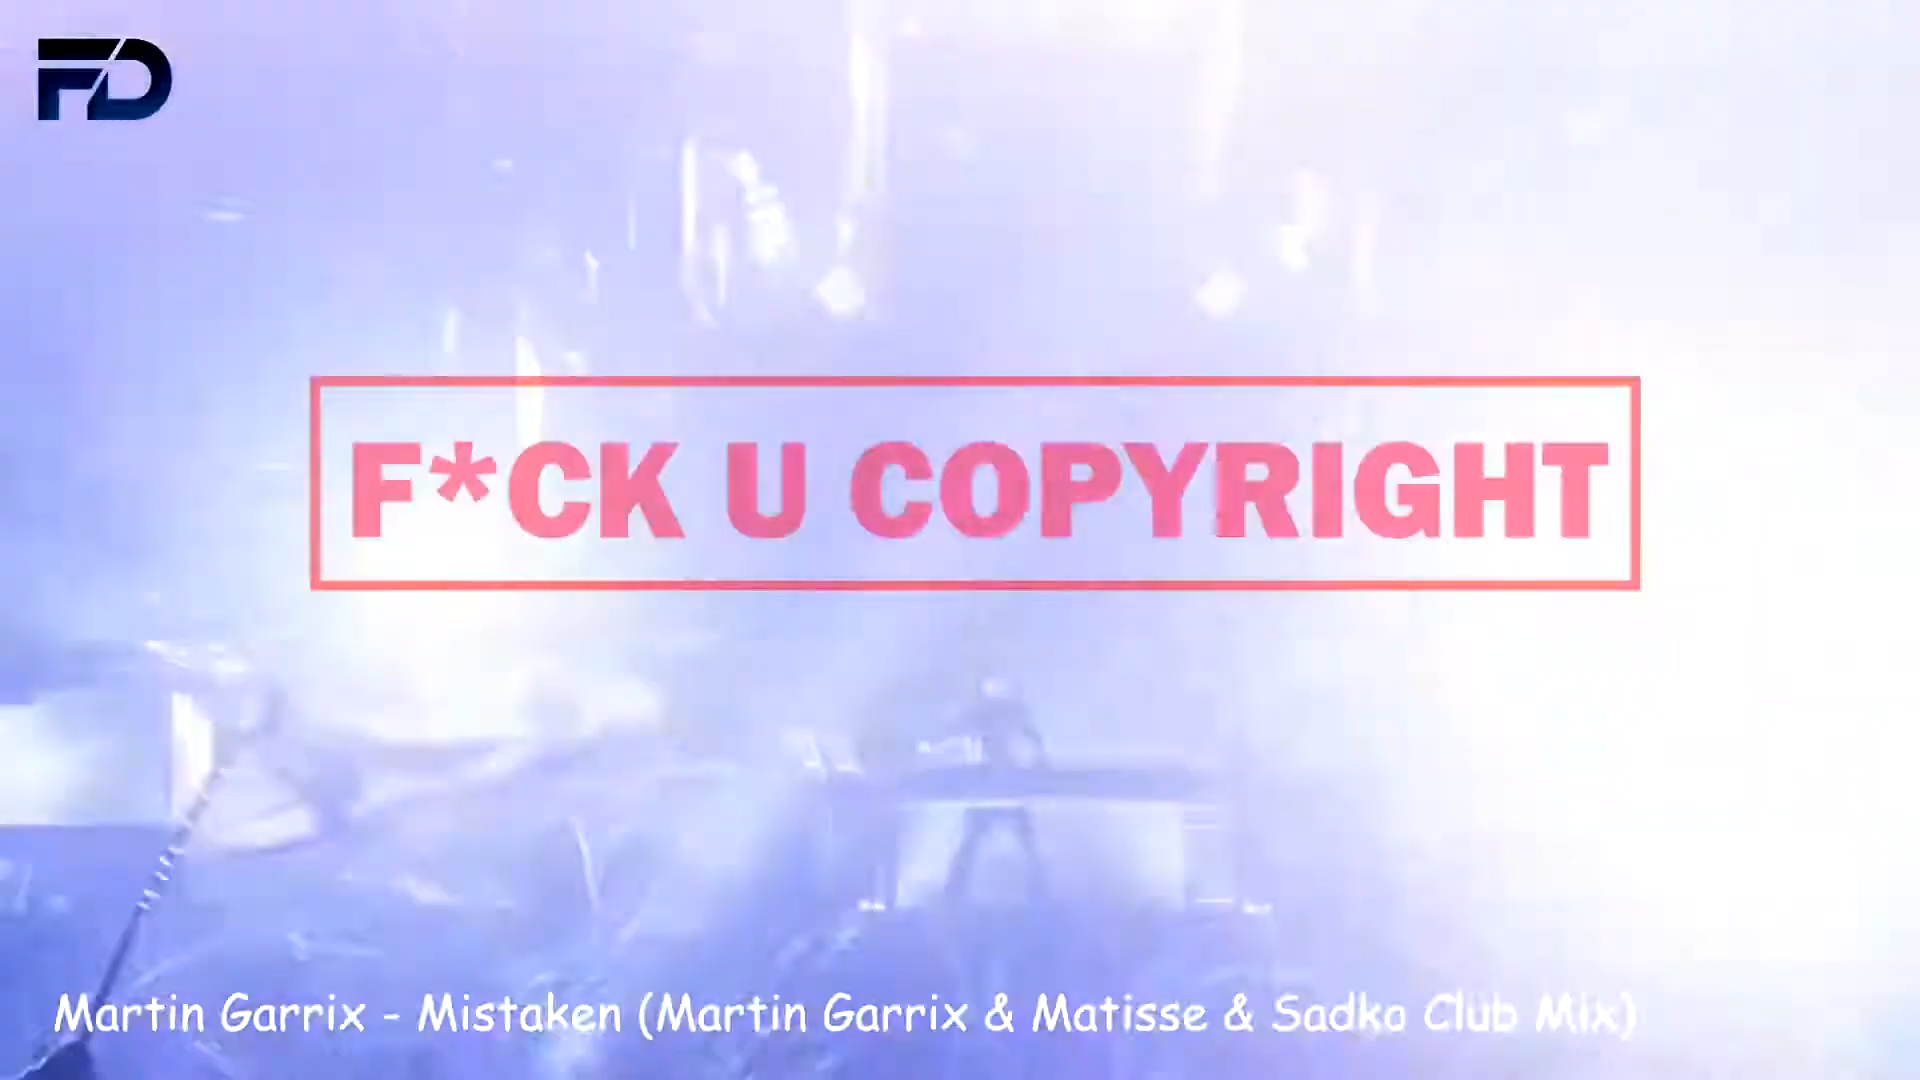 FD
F*CK U COPYRIGHT
Martin Garrix - Mistaken (Martin Garrix & Matisse & Sadko Club Mix)